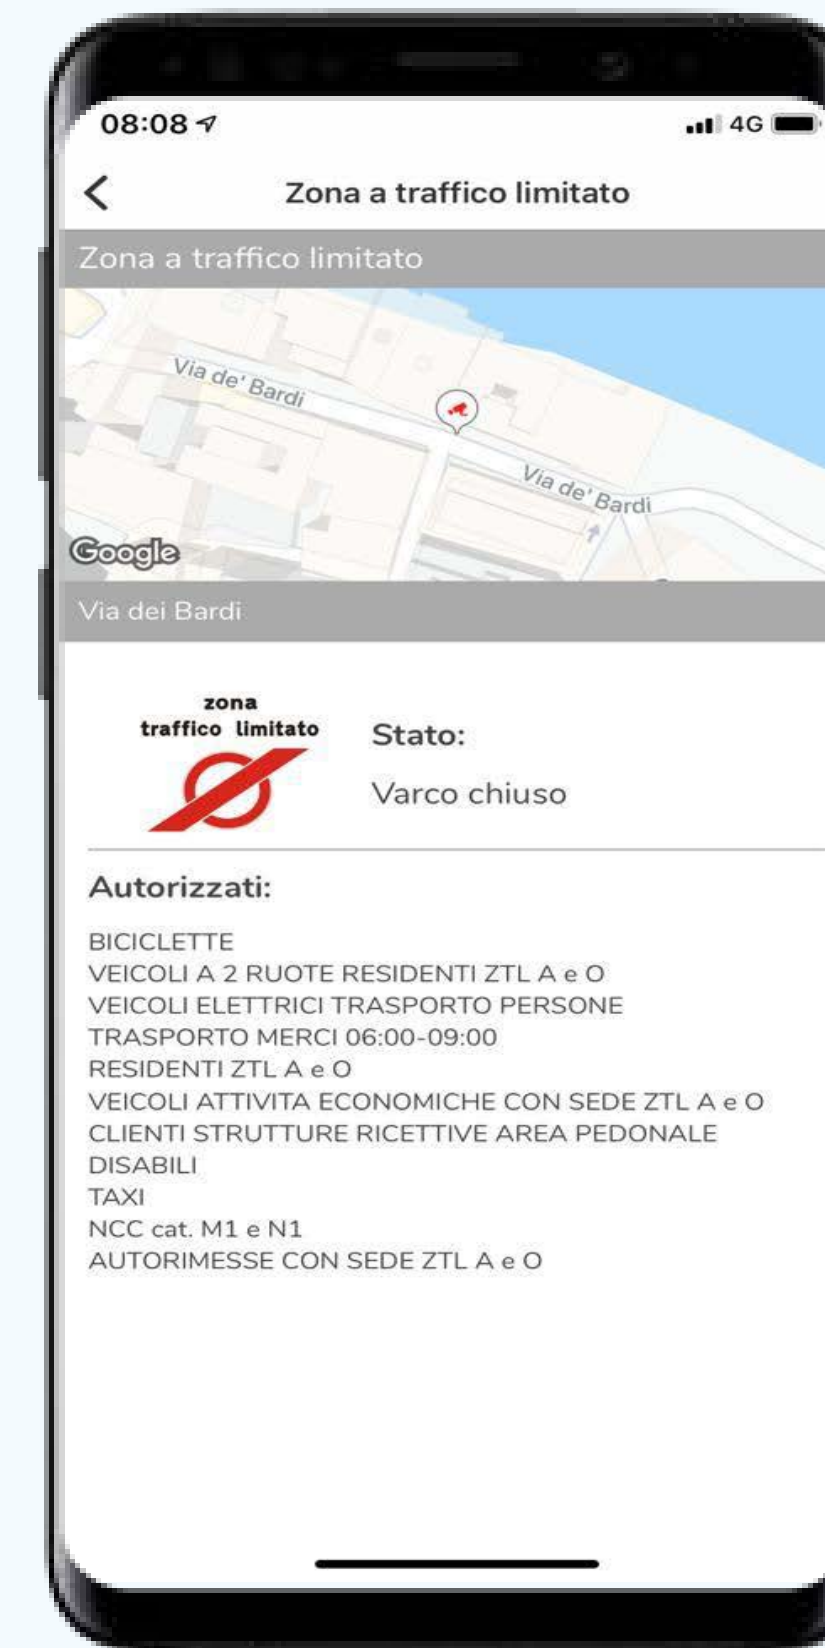 08:08
4G
Zona a traffico limitato
Zona a traffico limitato
Via de' Bardi
Via de' Bardi
Google
Via dei Bardi
zona
traffico limitato
Stato:
Varco chiuso
Autorizzati:
BICICLETTE
VEICOLI A 2 RUOTE RESIDENTI ZTL A e O
VEICOLI ELETTRICI TRASPORTO PERSONE
TRASPORTO MERCI 06:00-09:00
RESIDENTI ZTL A e O
VEICOLI ATTIVITA ECONOMICHE CON SEDE ZTL A e O
CLIENTI STRUTTURE RICETTIVE AREA PEDONALE
DISABILI
TAXI
NCC cat. M1 e N1
AUTORIMESSE CON SEDE ZTL A e O